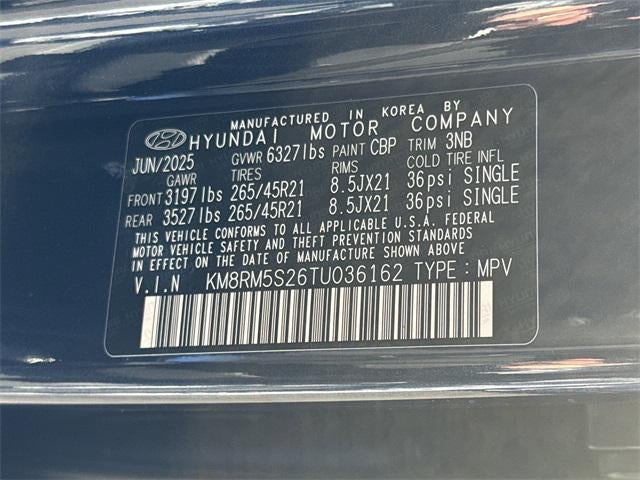 MANUFACTURED IN KOREA BY
HYUNDAI MOTOR COMPANY
JUN/2025 GVWR 6327lbs PAINT CBP TRIM 3NB
GAWR TIRES RIMS COLD TIRE INFL
FRONT 3197lbs 265/45R21 8.5JX21 36psi SINGLE
REAR 3527lbs 265/45R21 8.5JX21 36psi SINGLE
THIS VEHICLE CONFORMS TO ALL APPLICABLE U.S.A. FEDERAL
MOTOR VEHICLE SAFETY AND THEFT PREVENTION STANDARDS
IN EFFECT ON THE DATE OF MANUFACTURE SHOWN ABOVE
V.I.N KM8RM5S26TU036162 TYPE : MPV